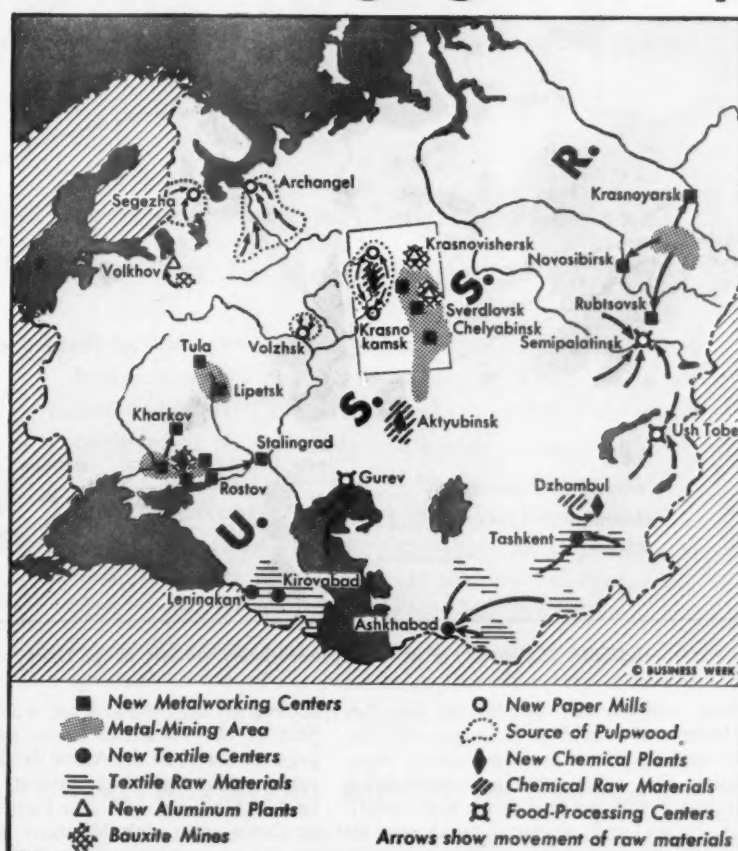 R.
Krasnoyarsk
Archangel
Segezha
Krasnovishersk
Novosibirsk
Volkhov
S.
Sverdlovsk
Rubtsovsk
Krasno
kamsk
Chelyabinsk
Volzhsk
Semipalatinsk
Tula
Lipetsk
S.
Aktyubinsk
Kharkov
Stalingrad
Ush Tobe
Gurev
Rostov
Dzhambul
U.
Tashkent
Kirovabad
Leninakan
Ashkhabad
© BUSINESS WEEK
New Metalworking Centers
Metal-Mining Area
New Textile Centers
Textile Raw Materials
New Aluminum Plants
Bauxite Mines
New Paper Mills
Source of Pulpwood
New Chemical Plants
Chemical Raw Materials
Food-Processing Centers
Arrows show movement of raw materials